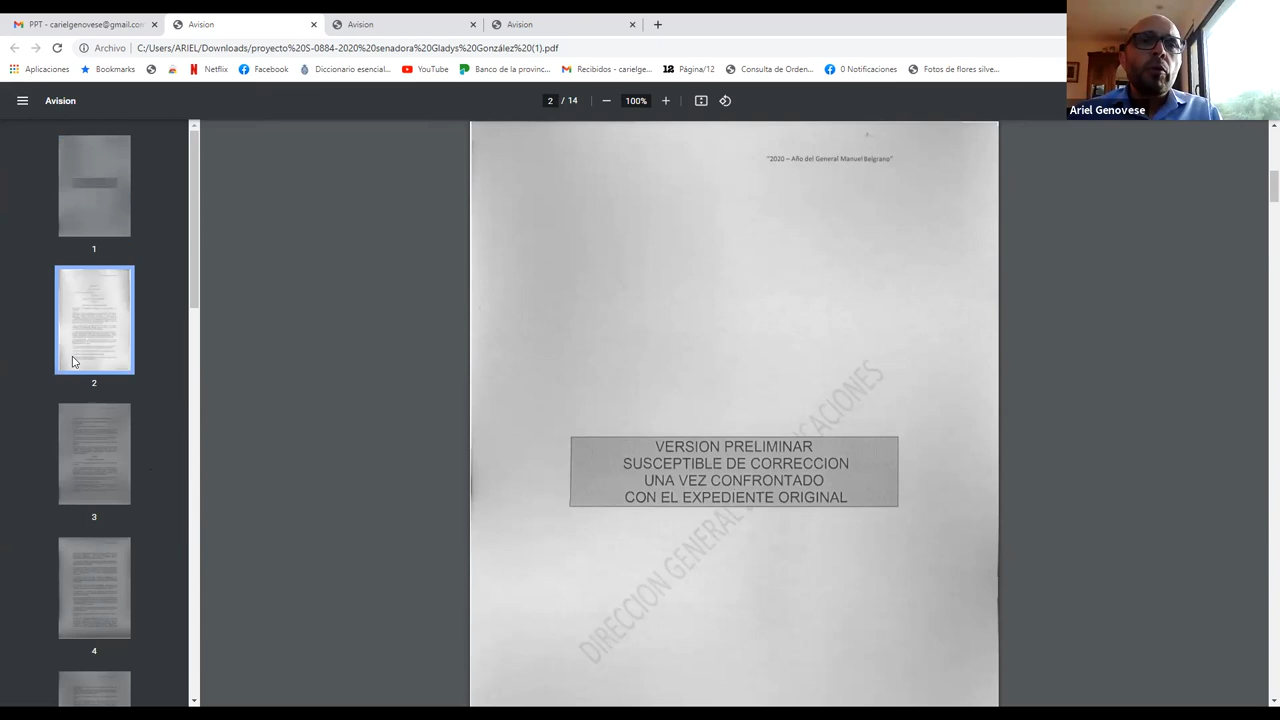 PPT - carielgenovese@gmail.com
Avision
Avision
Avision
Archivo
C:/Users/ARIEL/Downloads/proyecto%20S-0884-2020%20senadora%20Gladys%20González%20(1).pdf
Aplicaciones
Bookmarks
Netflix
Facebook
Diccionario esencial...
YouTube
Banco de la provinc...
Recibidos - carielge...
12 Página/12
Consulta de Orden...
0 Notificaciones
Fotos de flores silve...
Avision
2 / 14
100%
Ariel Genovese
1
2
3
4
"2020 – Año del General Manuel Belgrano"
VERSION PRELIMINAR
SUSCEPTIBLE DE CORRECCION
UNA VEZ CONFRONTADO
CON EL EXPEDIENTE ORIGINAL
DIRECCION GENERAL